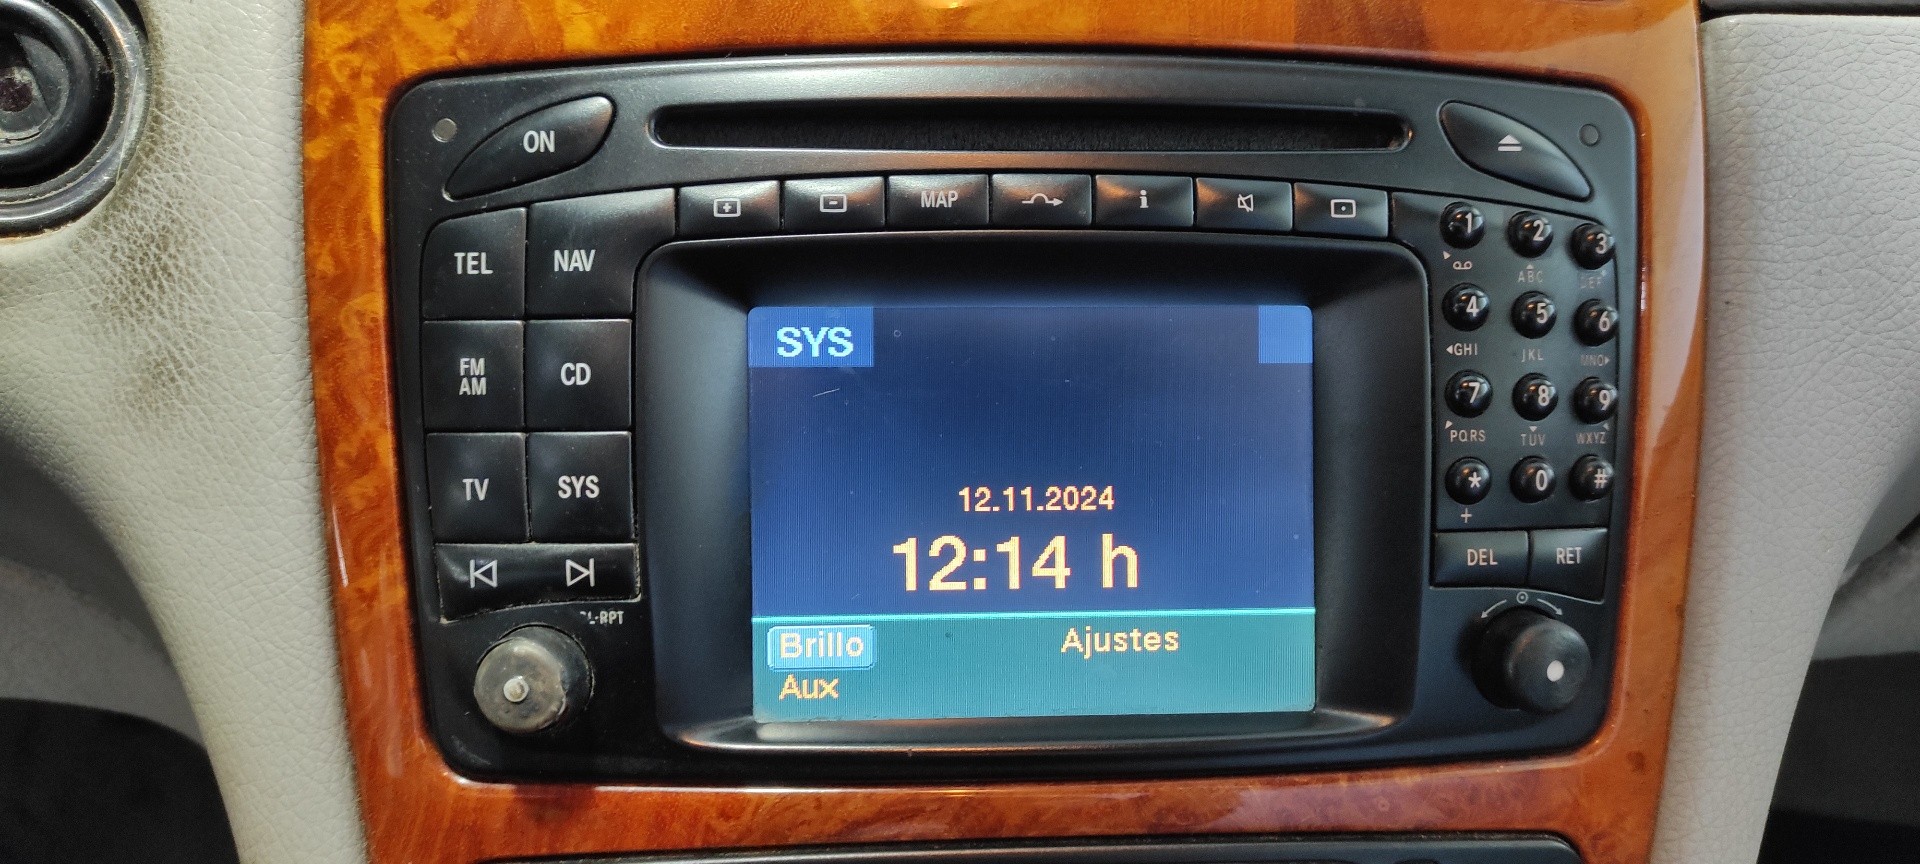 ON
MAP
i
TEL
NAV
FM
AM
CD
TV
SYS
SYS
12.11.2024
12:14 h
Brillo
Ajustes
Aux
1
2
3
ABC
DEF
4
5
6
GHI
JKL
MNO
7
8
9
PQRS
TUV
WXYZ
*
0
#
+
DEL
RET